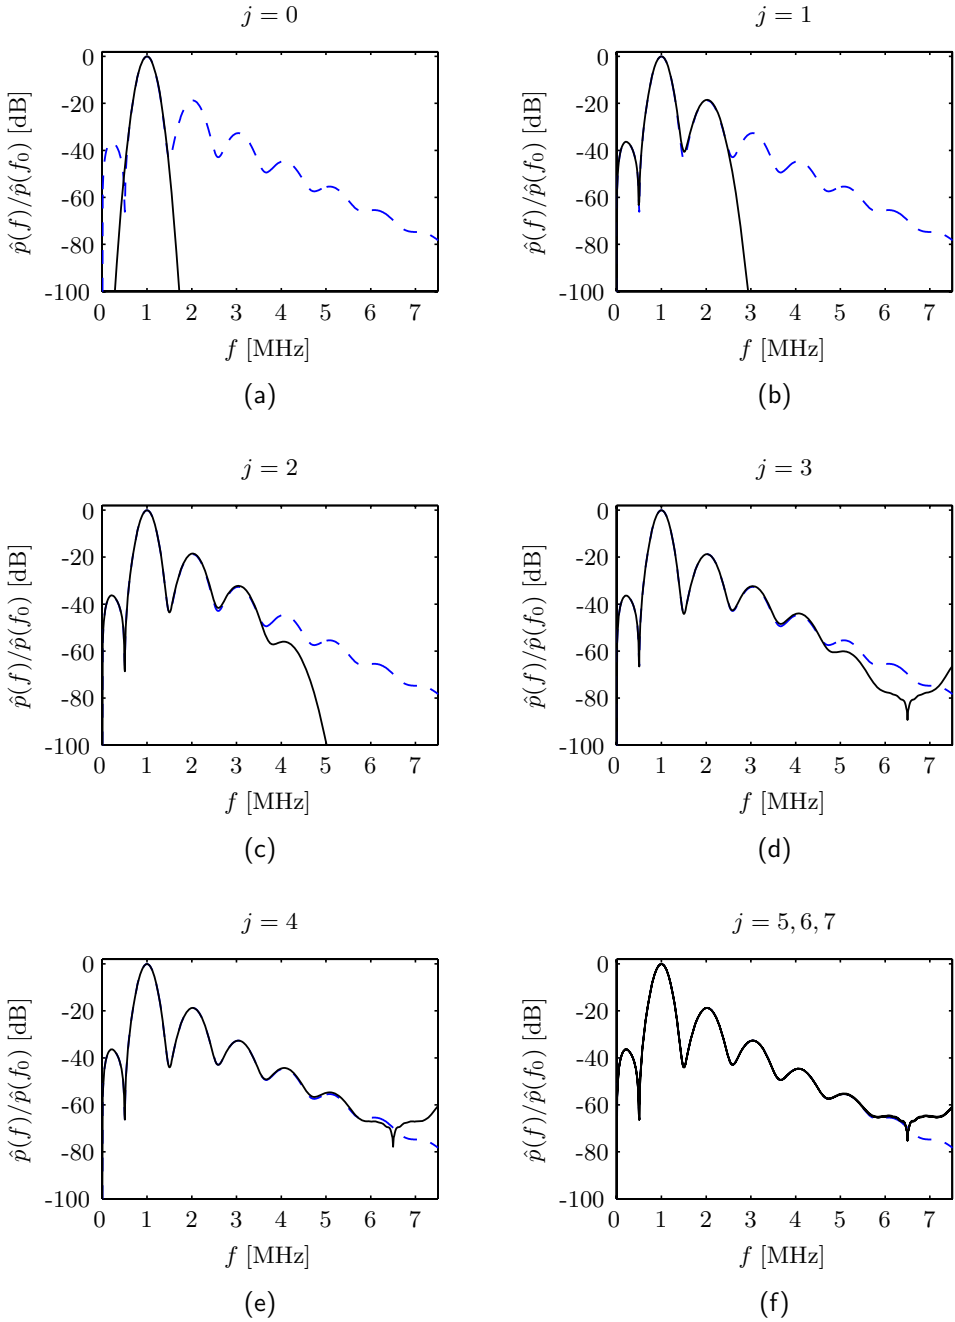 j = 0
p̂(f)/p̂(f₀) [dB]
0
-20
-40
-60
-80
-100
0 1 2 3 4 5 6 7
f [MHz]
(a)
j = 1
p̂(f)/p̂(f₀) [dB]
0
-20
-40
-60
-80
-100
0 1 2 3 4 5 6 7
f [MHz]
(b)
j = 2
p̂(f)/p̂(f₀) [dB]
0
-20
-40
-60
-80
-100
0 1 2 3 4 5 6 7
f [MHz]
(c)
j = 3
p̂(f)/p̂(f₀) [dB]
0
-20
-40
-60
-80
-100
0 1 2 3 4 5 6 7
f [MHz]
(d)
j = 4
p̂(f)/p̂(f₀) [dB]
0
-20
-40
-60
-80
-100
0 1 2 3 4 5 6 7
f [MHz]
(e)
j = 5, 6, 7
p̂(f)/p̂(f₀) [dB]
0
-20
-40
-60
-80
-100
0 1 2 3 4 5 6 7
f [MHz]
(f)